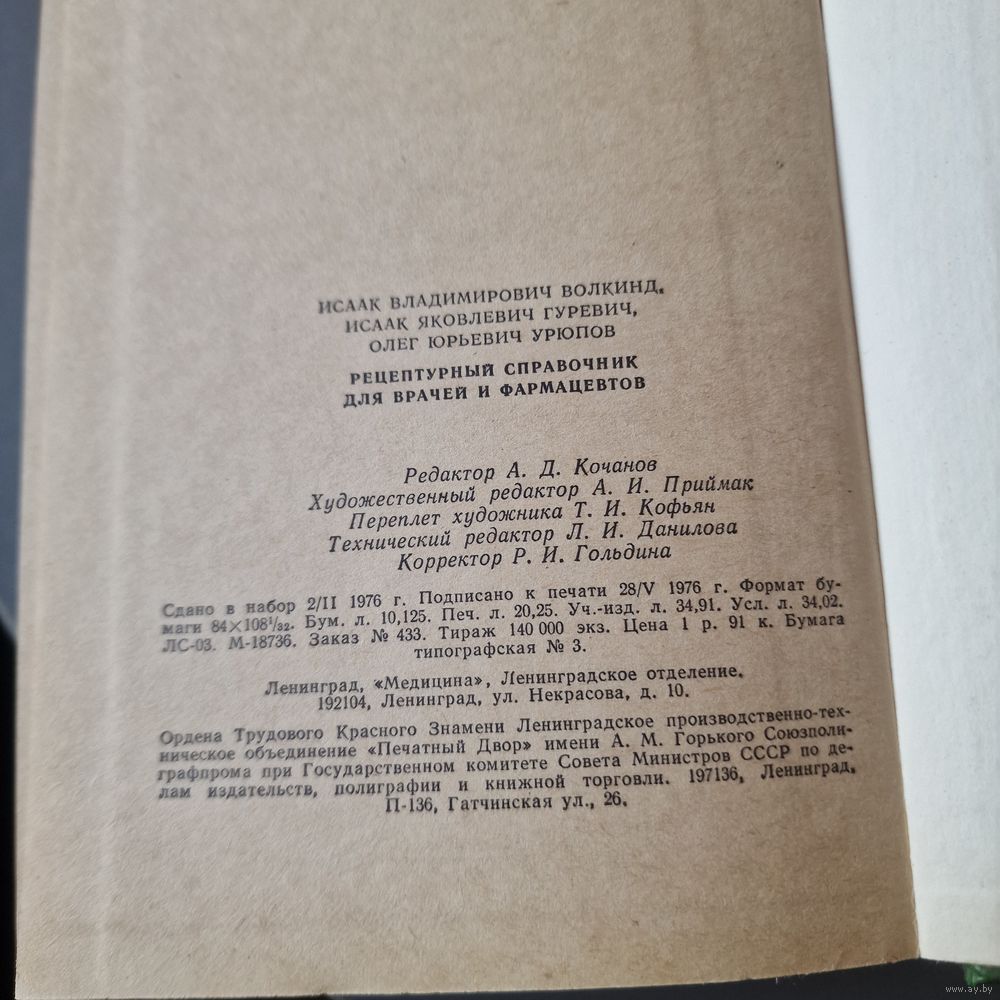 ИСААК ВЛАДИМИРОВИЧ ВОЛКИНД,
ИСААК ЯКОВЛЕВИЧ ГУРЕВИЧ,
ОЛЕГ ЮРЬЕВИЧ УРЮПОВ
РЕЦЕПТУРНЫЙ СПРАВОЧНИК
ДЛЯ ВРАЧЕЙ И ФАРМАЦЕВТОВ
Редактор А. Д. Кочанов
Художественный редактор А. И. Приймак
Переплет художника Т. И. Кофьян
Технический редактор Л. И. Данилова
Корректор Р. И. Гольдина
Сдано в набор 2/II 1976 г. Подписано к печати 28/V 1976 г. Формат бу-
маги 84×108¹/₃₂. Бум. л. 10,125. Печ. л. 20,25. Уч.-изд. л. 34,91. Усл. л. 34,02.
ЛС-03. М-18736. Заказ № 433. Тираж 140 000 экз. Цена 1 р. 91 к. Бумага
типографская № 3.
Ленинград, «Медицина», Ленинградское отделение.
192104, Ленинград, ул. Некрасова, д. 10.
Ордена Трудового Красного Знамени Ленинградское производственно-тех-
ническое объединение «Печатный Двор» имени А. М. Горького Союзполи-
графпрома при Государственном комитете Совета Министров СССР по де-
лам издательств, полиграфии и книжной торговли. 197136, Ленинград,
П-136, Гатчинская ул., 26.
www.ay.by